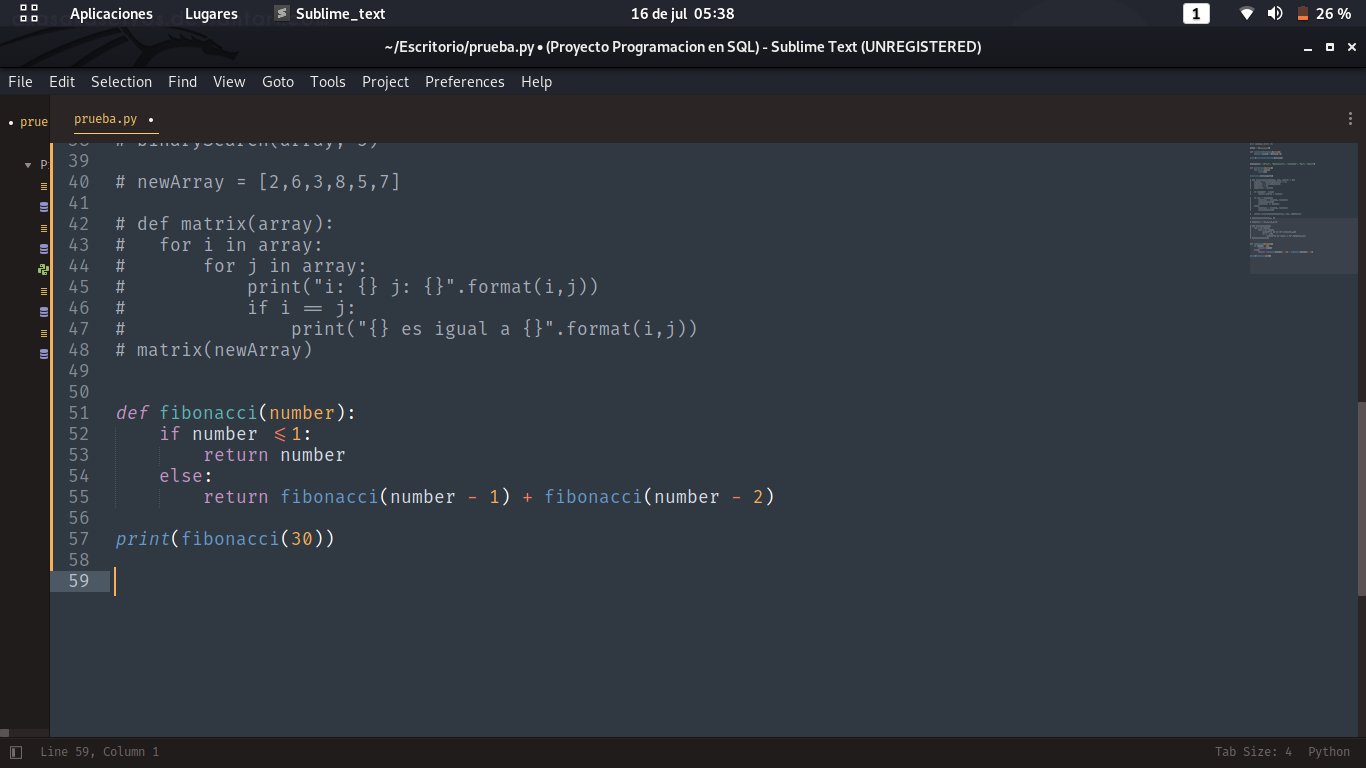 Aplicaciones Lugares Sublime_text 16 de jul 05:38 1 26 %
~/Escritorio/prueba.py • (Proyecto Programacion en SQL) - Sublime Text (UNREGISTERED)
File Edit Selection Find View Goto Tools Project Preferences Help
prue prueba.py
39
40 # newArray = [2,6,3,8,5,7]
41
42 # def matrix(array):
43 #   for i in array:
44 #       for j in array:
45 #           print("i: {} j: {}".format(i,j))
46 #           if i == j:
47 #               print("{} es igual a {}".format(i,j))
48 # matrix(newArray)
49
50
51 def fibonacci(number):
52     if number <=1:
53         return number
54     else:
55         return fibonacci(number - 1) + fibonacci(number - 2)
56
57 print(fibonacci(30))
58
59
Line 59, Column 1 Tab Size: 4 Python